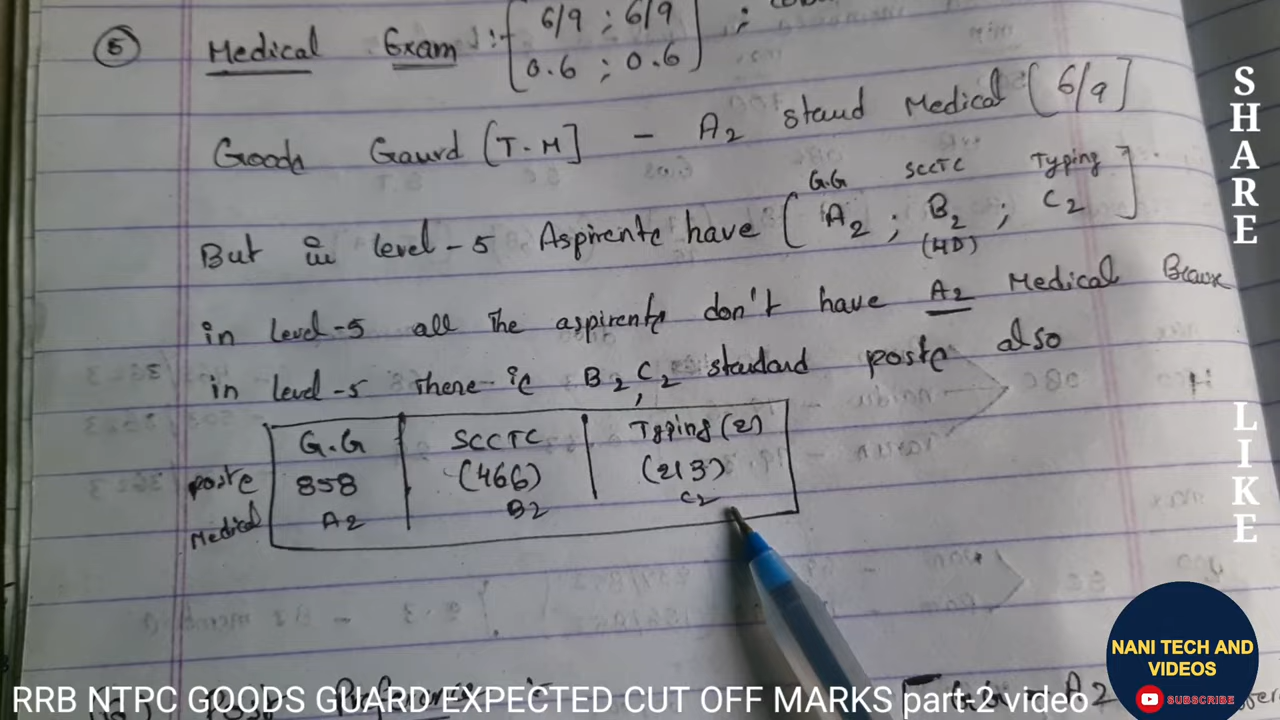 ⑤ Medical Exam :- [6/9 ; 6/9] ;
0.6 ; 0.6
Goods Gaurd [T.M] - A2 stand Medical [6/9]
G.G SCCTC Typing
But in level-5 Aspirants have [A2 ; B2 ; C2]
in level-5 all the aspirants don't have A2 Medical
in level-5 There is B2, C2 standard posts also
G.G SCCTC Typing (2)
posts 858 (466) (213)
Medical A2 B2 C2
SHARE
LIKE
NANI TECH AND
VIDEOS
SUBSCRIBE
RRB NTPC GOODS GUARD EXPECTED CUT OFF MARKS part-2 video